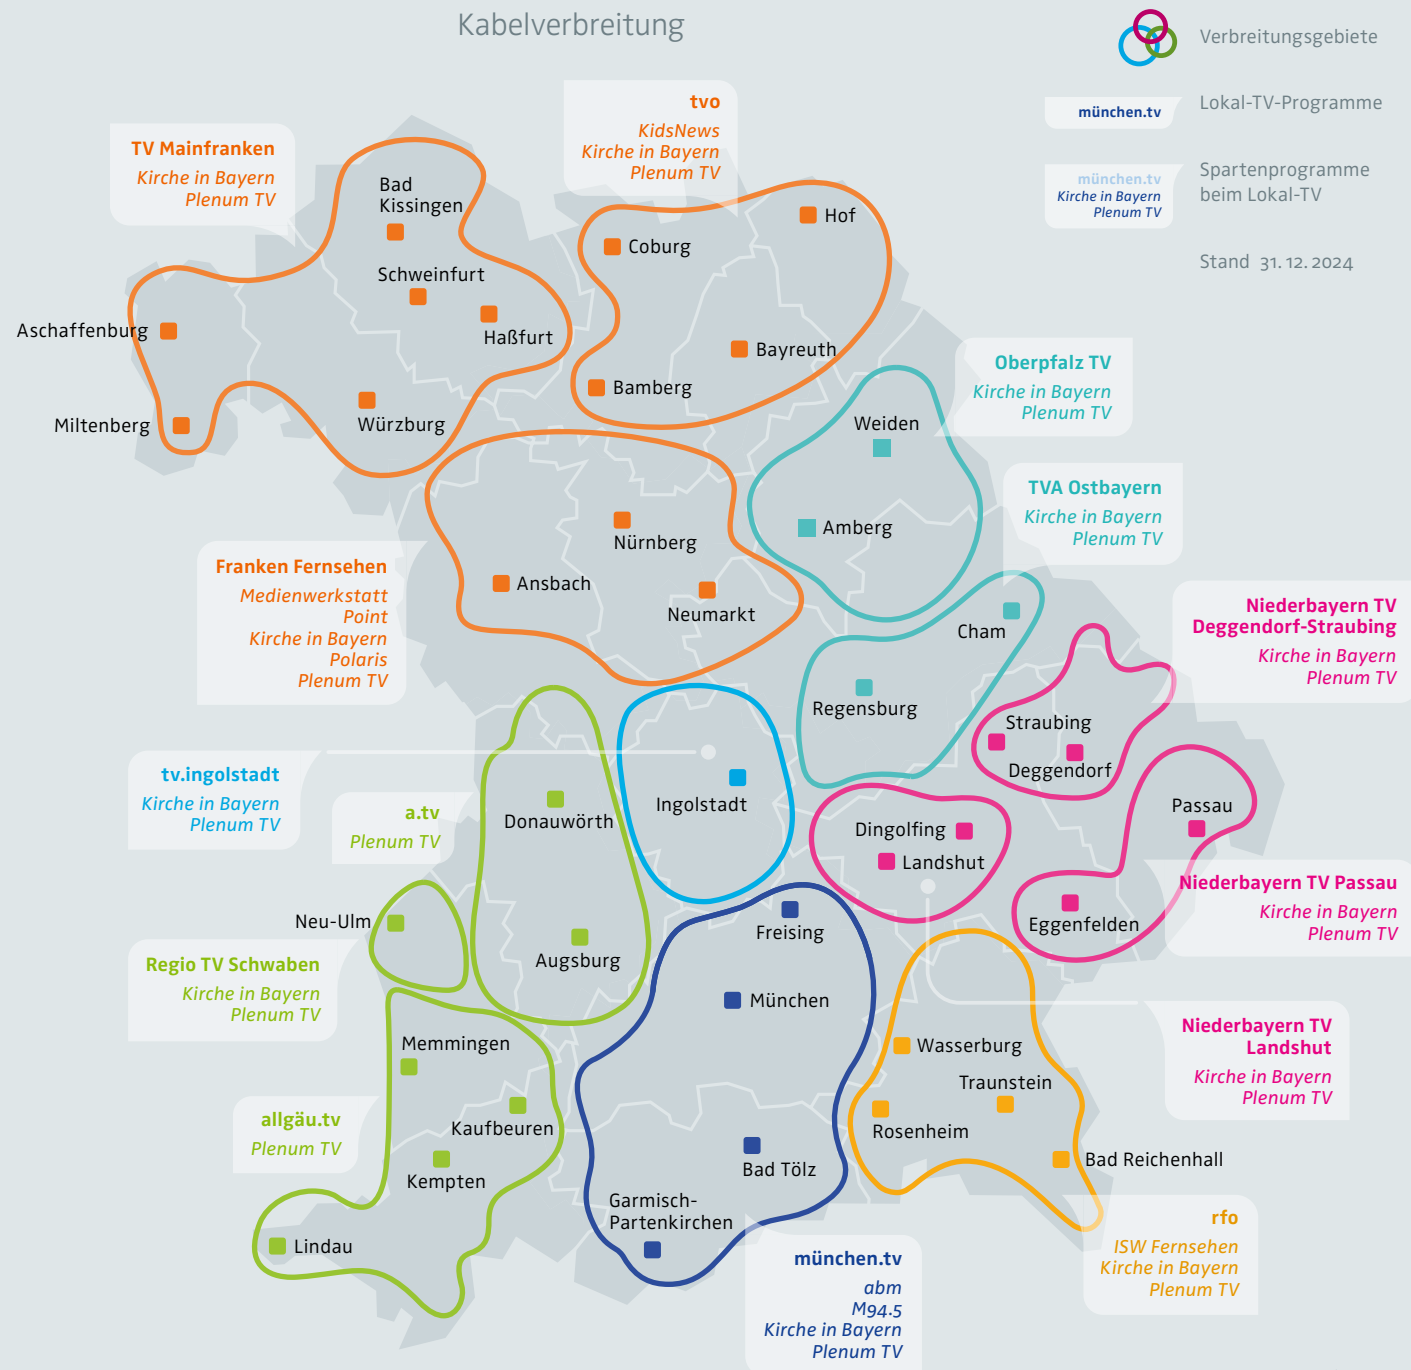 Kabelverbreitung
Verbreitungsgebiete
münchen.tv
Lokal-TV-Programme
münchen.tv
Kirche in Bayern
Plenum TV
Spartenprogramme
beim Lokal-TV
Stand 31. 12. 2024
TV Mainfranken
Kirche in Bayern
Plenum TV
tvo
KidsNews
Kirche in Bayern
Plenum TV
Bad
Kissingen
Schweinfurt
Haßfurt
Aschaffenburg
Miltenberg
Würzburg
Coburg
Hof
Bayreuth
Bamberg
Oberpfalz TV
Kirche in Bayern
Plenum TV
Weiden
Amberg
TVA Ostbayern
Kirche in Bayern
Plenum TV
Cham
Regensburg
Franken Fernsehen
Medienwerkstatt
Point
Kirche in Bayern
Polaris
Plenum TV
Nürnberg
Ansbach
Neumarkt
Niederbayern TV
Deggendorf-Straubing
Kirche in Bayern
Plenum TV
Straubing
Deggendorf
tv.ingolstadt
Kirche in Bayern
Plenum TV
Ingolstadt
a.tv
Plenum TV
Donauwörth
Augsburg
Dingolfing
Landshut
Passau
Eggenfelden
Niederbayern TV Passau
Kirche in Bayern
Plenum TV
Neu-Ulm
Regio TV Schwaben
Kirche in Bayern
Plenum TV
Freising
München
Bad Tölz
Garmisch-
Partenkirchen
Niederbayern TV
Landshut
Kirche in Bayern
Plenum TV
Wasserburg
Traunstein
Rosenheim
Bad Reichenhall
allgäu.tv
Plenum TV
Memmingen
Kaufbeuren
Kempten
Lindau
rfo
ISW Fernsehen
Kirche in Bayern
Plenum TV
münchen.tv
abm
M94.5
Kirche in Bayern
Plenum TV